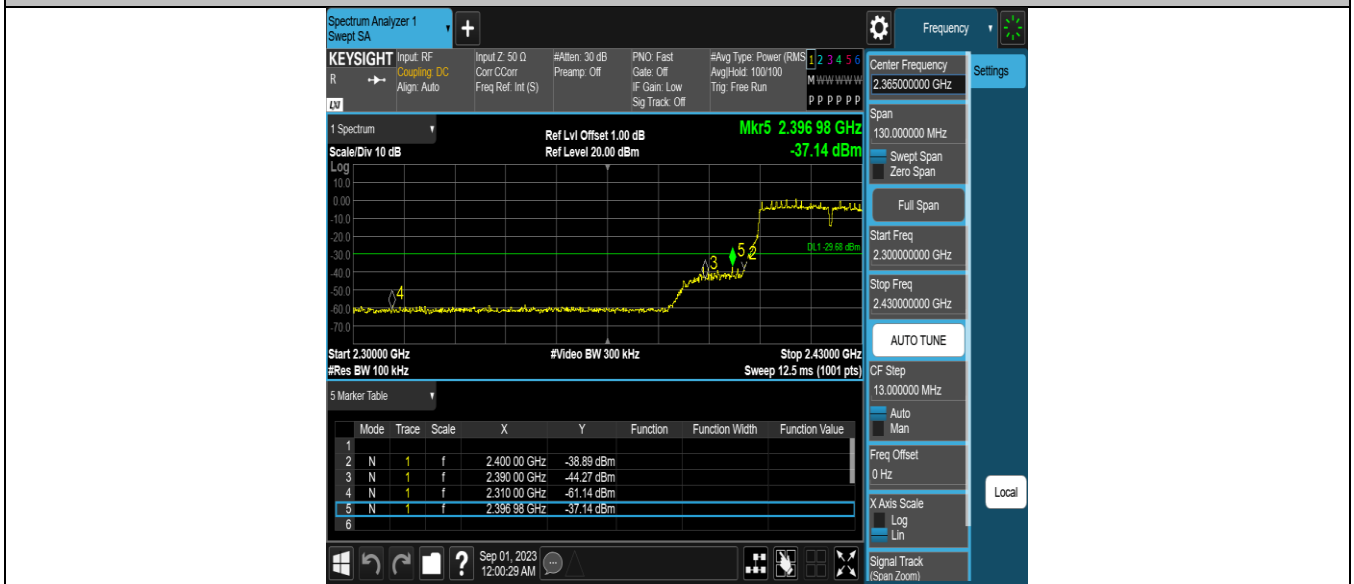 Spectrum Analyzer 1
Swept SA
+
Frequency
KEYSIGHT Input: RF Input Z: 50 Ω #Atten: 30 dB PNO: Fast #Avg Type: Power (RMS 1 2 3 4 5 6
R Coupling: DC Corr CCorr Preamp: Off Gate: Off Avg|Hold: 100/100 M W W W W W
Align: Auto Freq Ref: Int (S) IF Gain: Low Trig: Free Run
LXI Sig Track: Off P P P P P P
Center Frequency
2.365000000 GHz
Settings
1 Spectrum
Ref Lvl Offset 1.00 dB
Mkr5 2.396 98 GHz
Scale/Div 10 dB Ref Level 20.00 dBm -37.14 dBm
Span
130.000000 MHz
Swept Span
Zero Span
Log
10.0
0.00
-10.0
-20.0
-30.0
-40.0
-50.0
-60.0
-70.0
DL1 -29.68 dBm
4
3
5
2
Full Span
Start Freq
2.300000000 GHz
Stop Freq
2.430000000 GHz
AUTO TUNE
Start 2.30000 GHz #Video BW 300 kHz Stop 2.43000 GHz
#Res BW 100 kHz Sweep 12.5 ms (1001 pts)
CF Step
13.000000 MHz
Auto
Man
5 Marker Table
Mode Trace Scale X Y Function Function Width Function Value
1
2 N 1 f 2.400 00 GHz -38.89 dBm
3 N 1 f 2.390 00 GHz -44.27 dBm
4 N 1 f 2.310 00 GHz -61.14 dBm
5 N 1 f 2.396 98 GHz -37.14 dBm
6
Freq Offset
0 Hz
X Axis Scale
Log
Lin
Local
Signal Track
(Span Zoom)
? Sep 01, 2023
12:00:29 AM